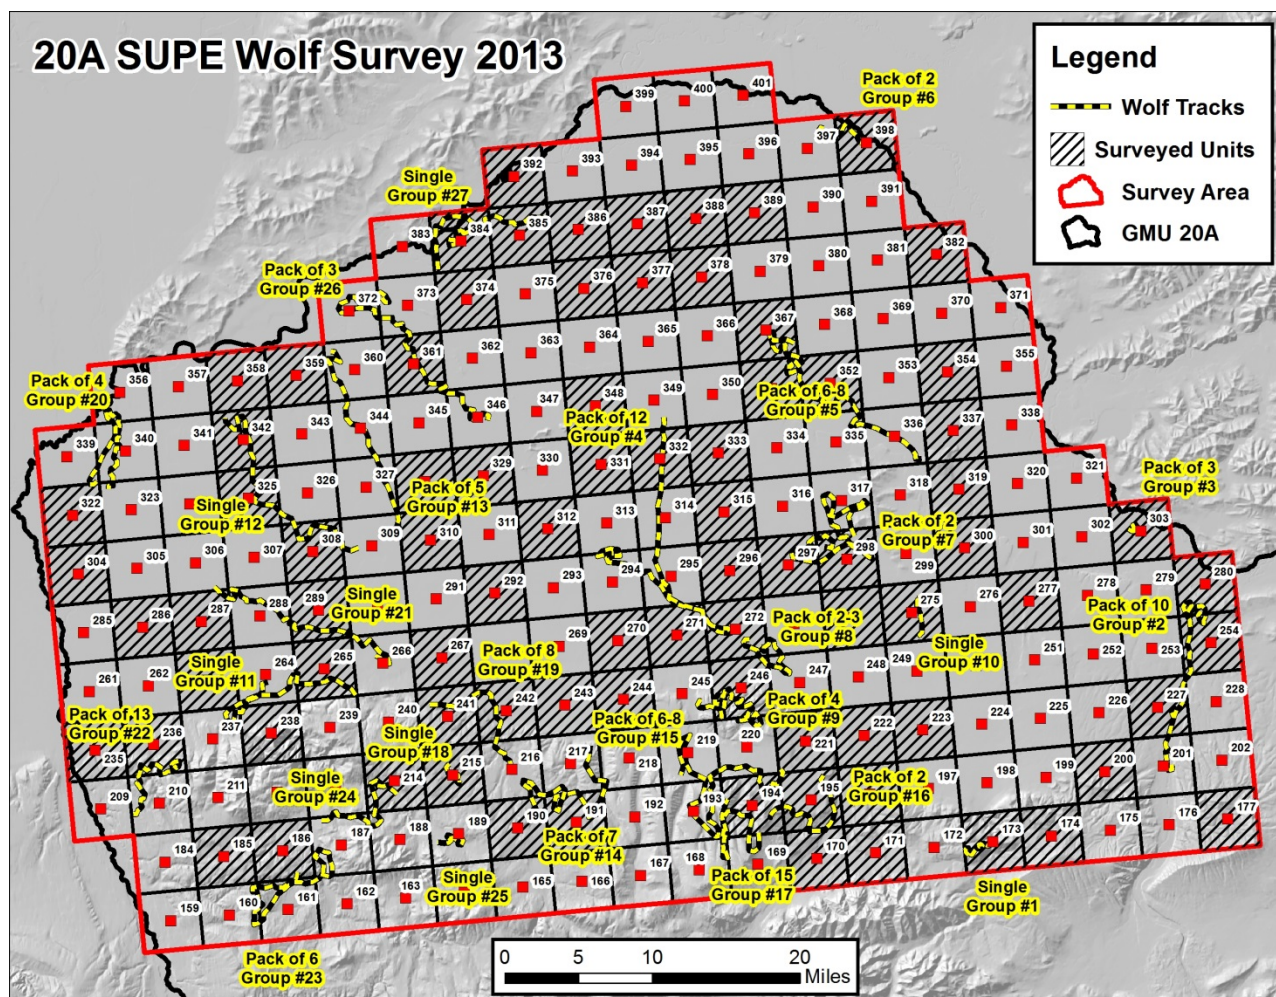 20A SUPE Wolf Survey 2013
Legend
Wolf Tracks
Surveyed Units
Survey Area
GMU 20A
Pack of 2
Group #6
Single
Group #27
Pack of 3
Group #26
Pack of 4
Group #20
Pack of 6-8
Group #5
Pack of 12
Group #4
Pack of 3
Group #3
Pack of 5
Group #13
Single
Group #12
Pack of 2
Group #7
Single
Group #21
Pack of 10
Group #2
Pack of 2-3
Group #8
Single
Group #10
Pack of 8
Group #19
Single
Group #11
Pack of 4
Group #9
Pack of 13
Group #22
Pack of 6-8
Group #15
Single
Group #18
Single
Group #24
Pack of 2
Group #16
Pack of 7
Group #14
Pack of 15
Group #17
Single
Group #25
Single
Group #1
Pack of 6
Group #23
399 400 401
392 393 394 395 396 397 398
383 384 385 386 387 388 389 390 391
372 373 374 375 376 377 378 379 380 381 382
356 357 358 359 360 361 362 363 364 365 366 367 368 369 370 371
339 340 341 342 343 344 345 346 347 348 349 350 352 353 354 355
322 323 325 326 327 329 330 331 332 333 334 335 336 337 338
304 305 306 307 308 309 310 311 312 313 314 315 316 317 318 319 320 321
285 286 287 288 289 291 292 293 294 295 296 297 298 299 300 301 302 303
261 262 264 265 266 267 269 270 271 272 275 276 277 278 279 280
235 236 237 238 239 240 241 242 243 244 245 246 247 248 249 251 252 253 254
209 210 211 214 215 216 217 218 219 220 221 222 223 224 225 226 227 228
184 185 186 187 188 189 190 191 192 193 194 195 197 198 199 200 201 202
159 160 161 162 163 165 166 167 168 169 170 171 172 173 174 175 176 177
0 5 10 20
Miles